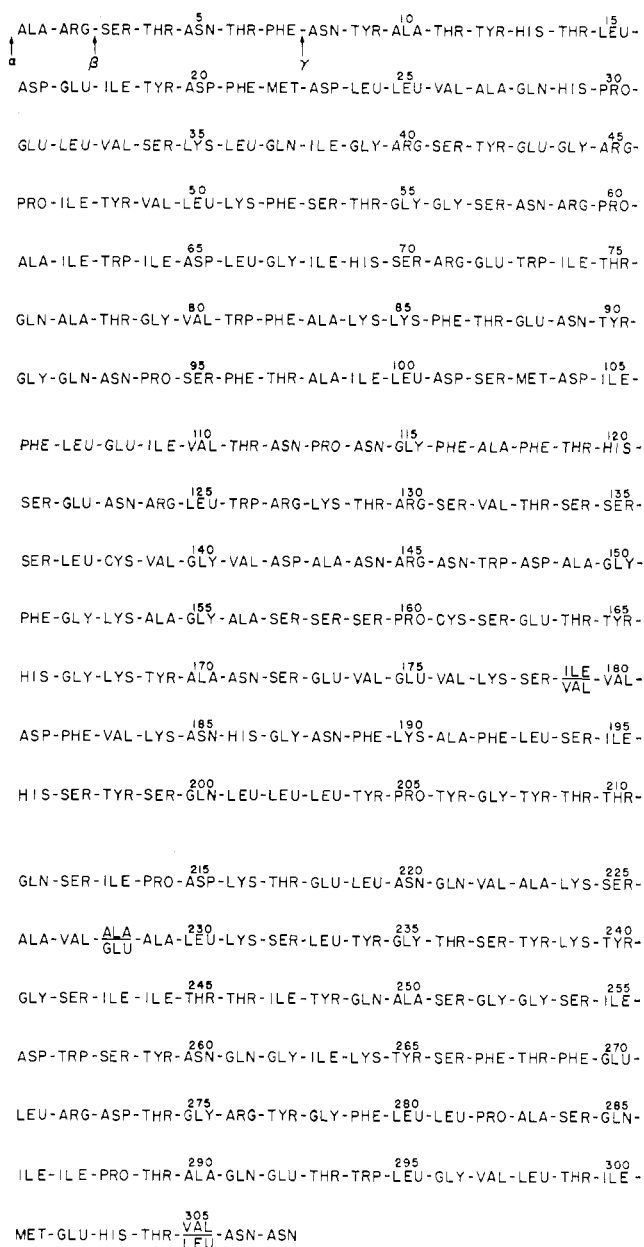 5 10 15
ALA-ARG-SER-THR-ASN-THR-PHE-ASN-TYR-ALA-THR-TYR-HIS-THR-LEU-
α β γ
20 25 30
ASP-GLU-ILE-TYR-ASP-PHE-MET-ASP-LEU-LEU-VAL-ALA-GLN-HIS-PRO-
35 40 45
GLU-LEU-VAL-SER-LYS-LEU-GLN-ILE-GLY-ARG-SER-TYR-GLU-GLY-ARG-
50 55 60
PRO-ILE-TYR-VAL-LEU-LYS-PHE-SER-THR-GLY-GLY-SER-ASN-ARG-PRO-
65 70 75
ALA-ILE-TRP-ILE-ASP-LEU-GLY-ILE-HIS-SER-ARG-GLU-TRP-ILE-THR-
80 85 90
GLN-ALA-THR-GLY-VAL-TRP-PHE-ALA-LYS-LYS-PHE-THR-GLU-ASN-TYR-
95 100 105
GLY-GLN-ASN-PRO-SER-PHE-THR-ALA-ILE-LEU-ASP-SER-MET-ASP-ILE-
110 115 120
PHE-LEU-GLU-ILE-VAL-THR-ASN-PRO-ASN-GLY-PHE-ALA-PHE-THR-HIS-
125 130 135
SER-GLU-ASN-ARG-LEU-TRP-ARG-LYS-THR-ARG-SER-VAL-THR-SER-SER-
140 145 150
SER-LEU-CYS-VAL-GLY-VAL-ASP-ALA-ASN-ARG-ASN-TRP-ASP-ALA-GLY-
155 160 165
PHE-GLY-LYS-ALA-GLY-ALA-SER-SER-SER-PRO-CYS-SER-GLU-THR-TYR-
170 175 ILE 180
HIS-GLY-LYS-TYR-ALA-ASN-SER-GLU-VAL-GLU-VAL-LYS-SER-VAL-VAL-
185 190 195
ASP-PHE-VAL-LYS-ASN-HIS-GLY-ASN-PHE-LYS-ALA-PHE-LEU-SER-ILE-
200 205 210
HIS-SER-TYR-SER-GLN-LEU-LEU-LEU-TYR-PRO-TYR-GLY-TYR-THR-THR-
215 220 225
GLN-SER-ILE-PRO-ASP-LYS-THR-GLU-LEU-ASN-GLN-VAL-ALA-LYS-SER-
ALA 230 235 240
ALA-VAL-GLU-ALA-LEU-LYS-SER-LEU-TYR-GLY-THR-SER-TYR-LYS-TYR-
245 250 255
GLY-SER-ILE-ILE-THR-THR-ILE-TYR-GLN-ALA-SER-GLY-GLY-SER-ILE-
260 265 270
ASP-TRP-SER-TYR-ASN-GLN-GLY-ILE-LYS-TYR-SER-PHE-THR-PHE-GLU-
275 280 285
LEU-ARG-ASP-THR-GLY-ARG-TYR-GLY-PHE-LEU-LEU-PRO-ALA-SER-GLN-
290 295 300
ILE-ILE-PRO-THR-ALA-GLN-GLU-THR-TRP-LEU-GLY-VAL-LEU-THR-ILE-
305
VAL
MET-GLU-HIS-THR-LEU-ASN-ASN